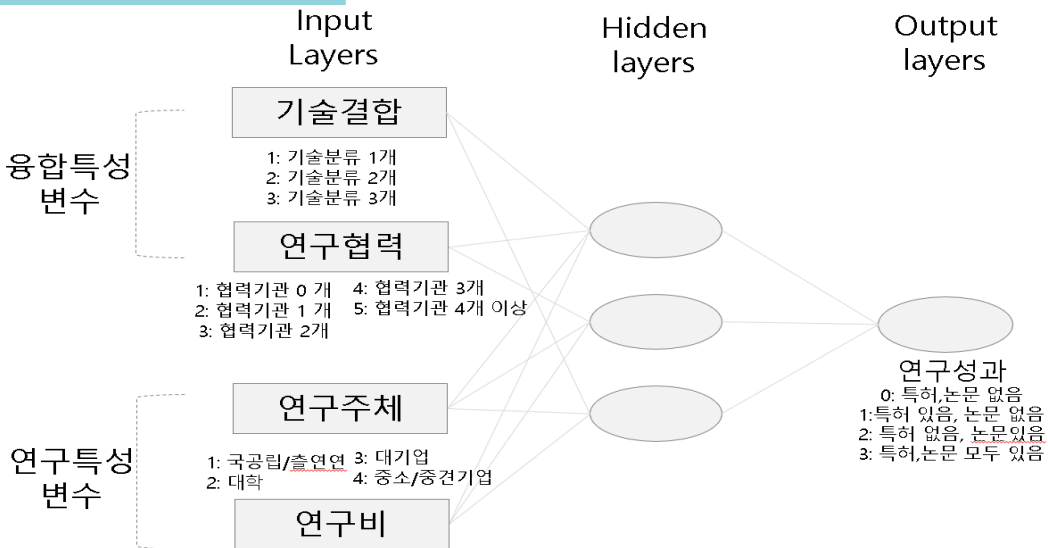 Input
Layers
Hidden
layers
Output
layers
융합특성
변수
기술결합
1: 기술분류 1개
2: 기술분류 2개
3: 기술분류 3개
연구협력
1: 협력기관 0 개
2: 협력기관 1 개
3: 협력기관 2개
4: 협력기관 3개
5: 협력기관 4개 이상
연구특성
변수
연구주체
1: 국공립/출연연
2: 대학
3: 대기업
4: 중소/중견기업
연구비
연구성과
0: 특허,논문 없음
1:특허 있음, 논문 없음
2: 특허 없음, 논문있음
3: 특허,논문 모두 있음